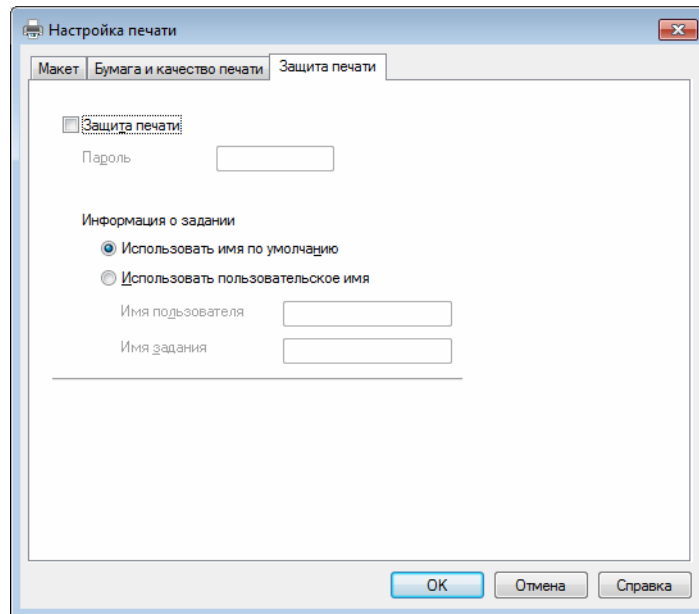 Настройка печати
Макет Бумага и качество печати Защита печати
Защита печати
Пароль
Информация о задании
Использовать имя по умолчанию
Использовать пользовательское имя
Имя пользователя
Имя задания
OK Отмена Справка